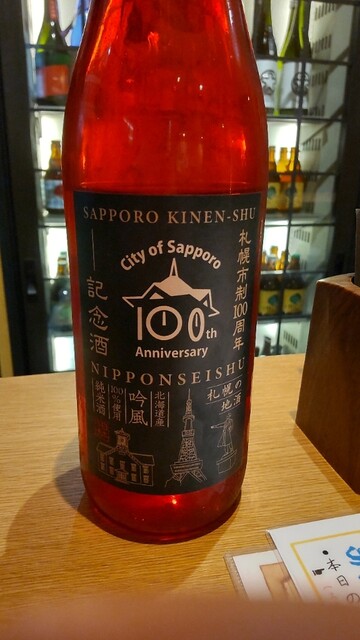 SAPPORO KINEN-SHU
City of Sapporo
100th
Anniversary
札幌市制100周年
記念酒
NIPPONSEISHU
札幌の
地酒
北海道産
吟風
100%使用
純米酒
本日
の